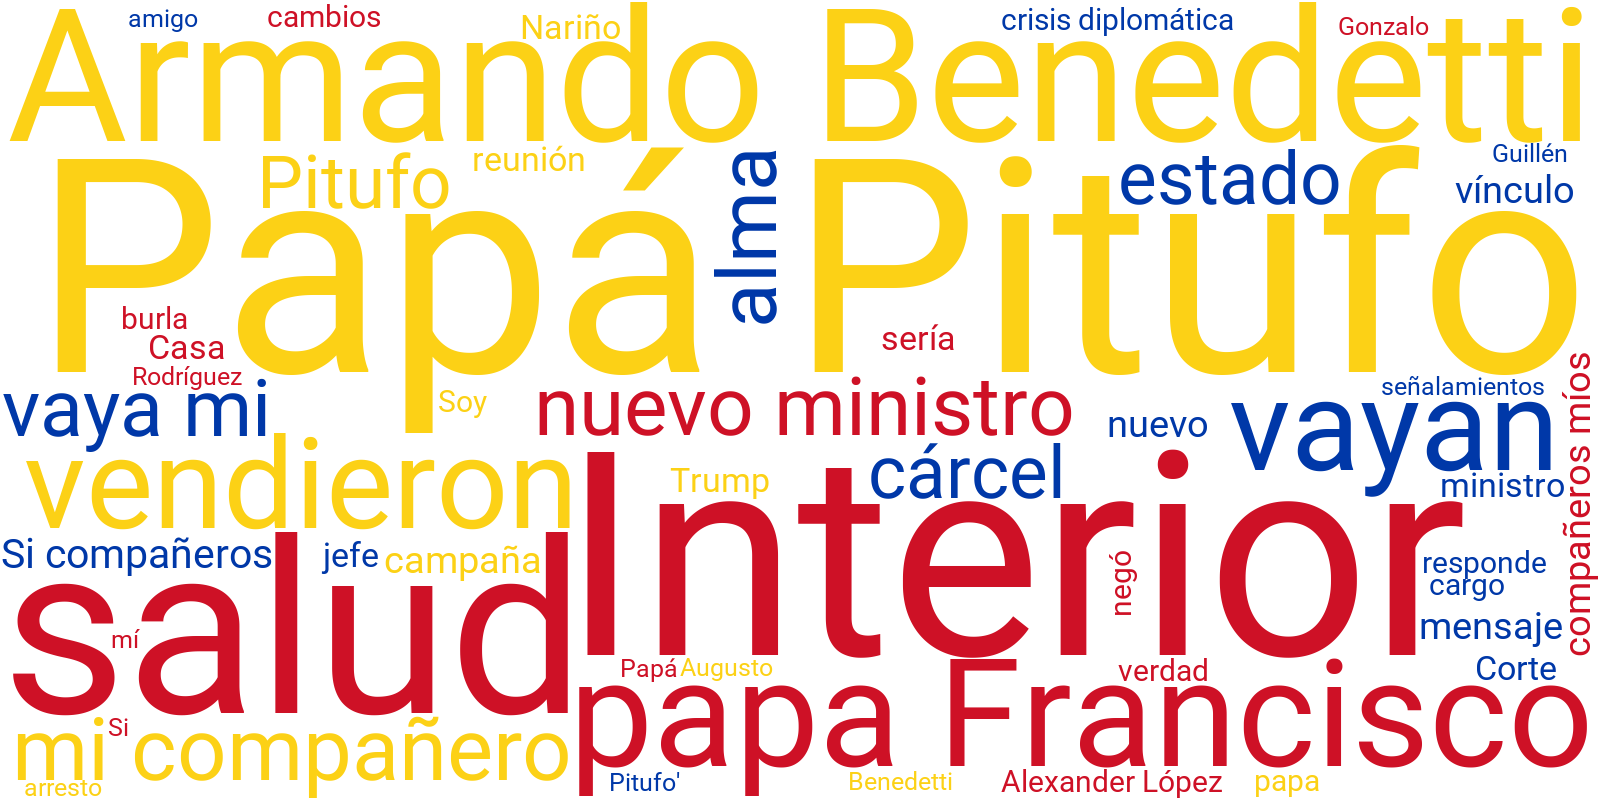 amigo
cambios
Nariño
crisis diplomática
Gonzalo
Armando Benedetti
Pitufo
reunión
alma
estado
Guillén
vínculo
Papá Pitufo
burla
Casa
Rodríguez
sería
vaya mi
Soy
nuevo ministro
nuevo
señalamientos
vayan
compañeros míos
vendieron
Trump
cárcel
ministro
Interior
Si compañeros
jefe
campaña
negó
responde
cargo
salud
mí
mensaje
Papá
Augusto
verdad
Corte
papa Francisco
Si
mi compañero
arresto
Pitufo'
Benedetti
Alexander López
papa